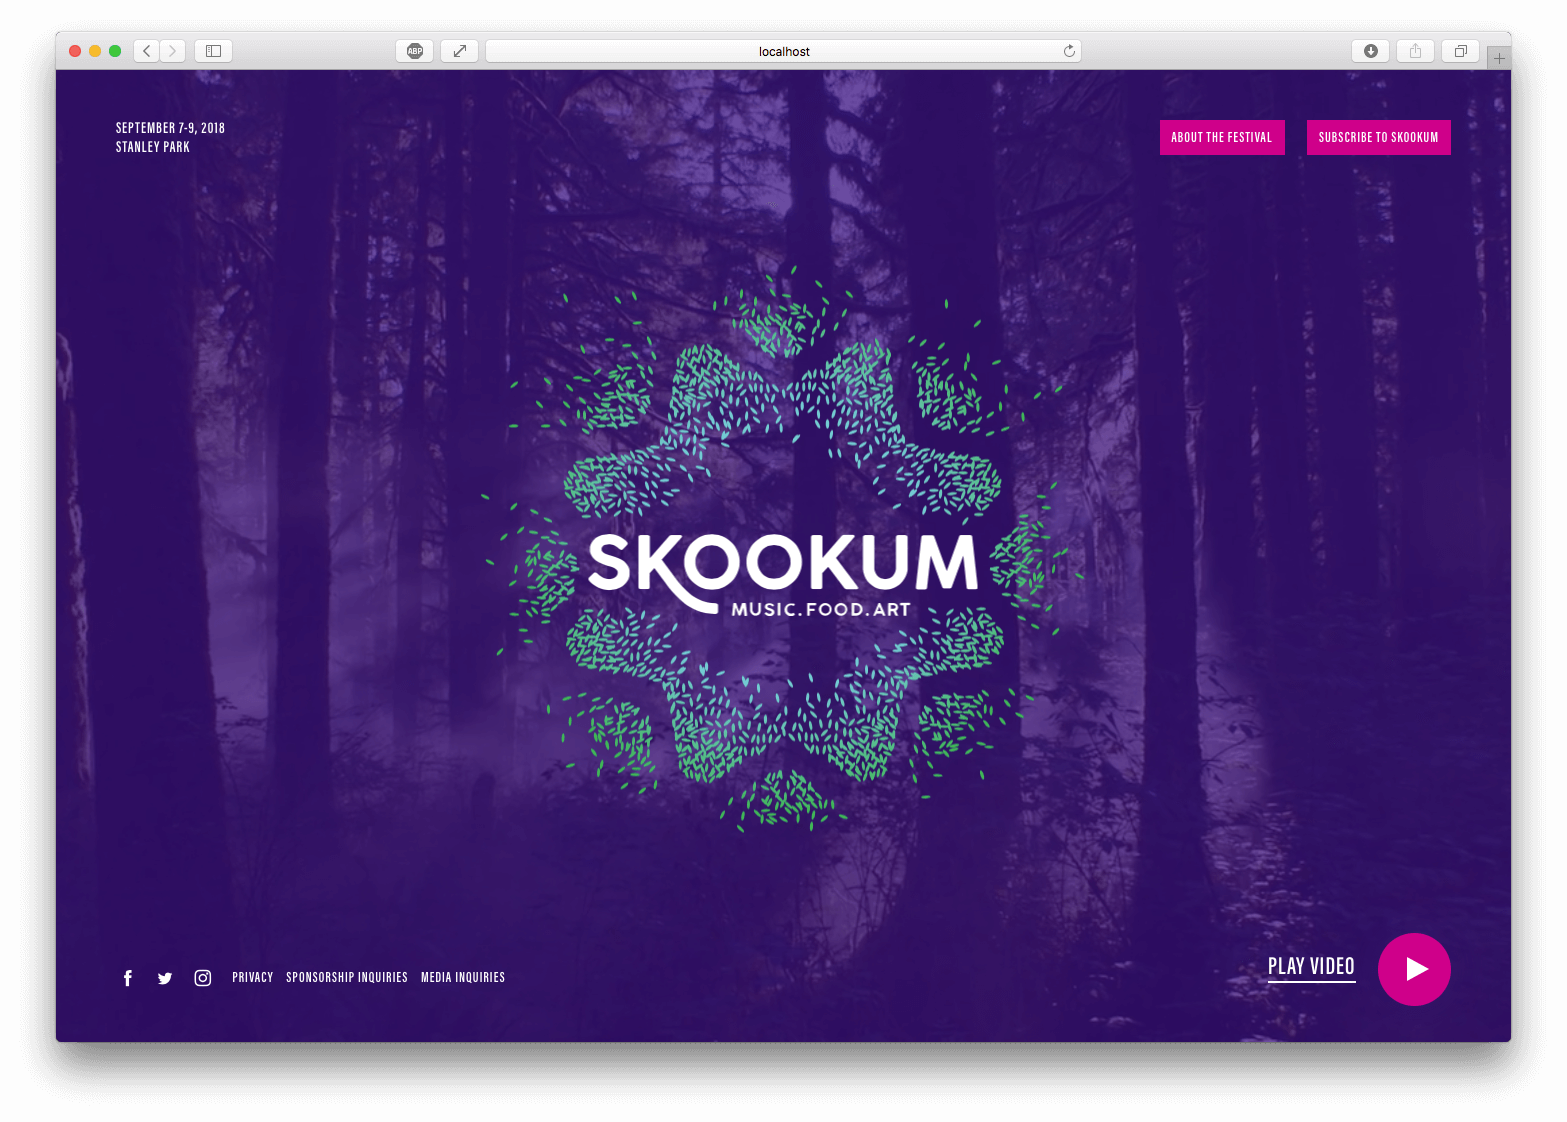 ABP
localhost
SEPTEMBER 7-9, 2018
STANLEY PARK
ABOUT THE FESTIVAL
SUBSCRIBE TO SKOOKUM
SKOOKUM
MUSIC.FOOD.ART
PRIVACY
SPONSORSHIP INQUIRIES
MEDIA INQUIRIES
PLAY VIDEO